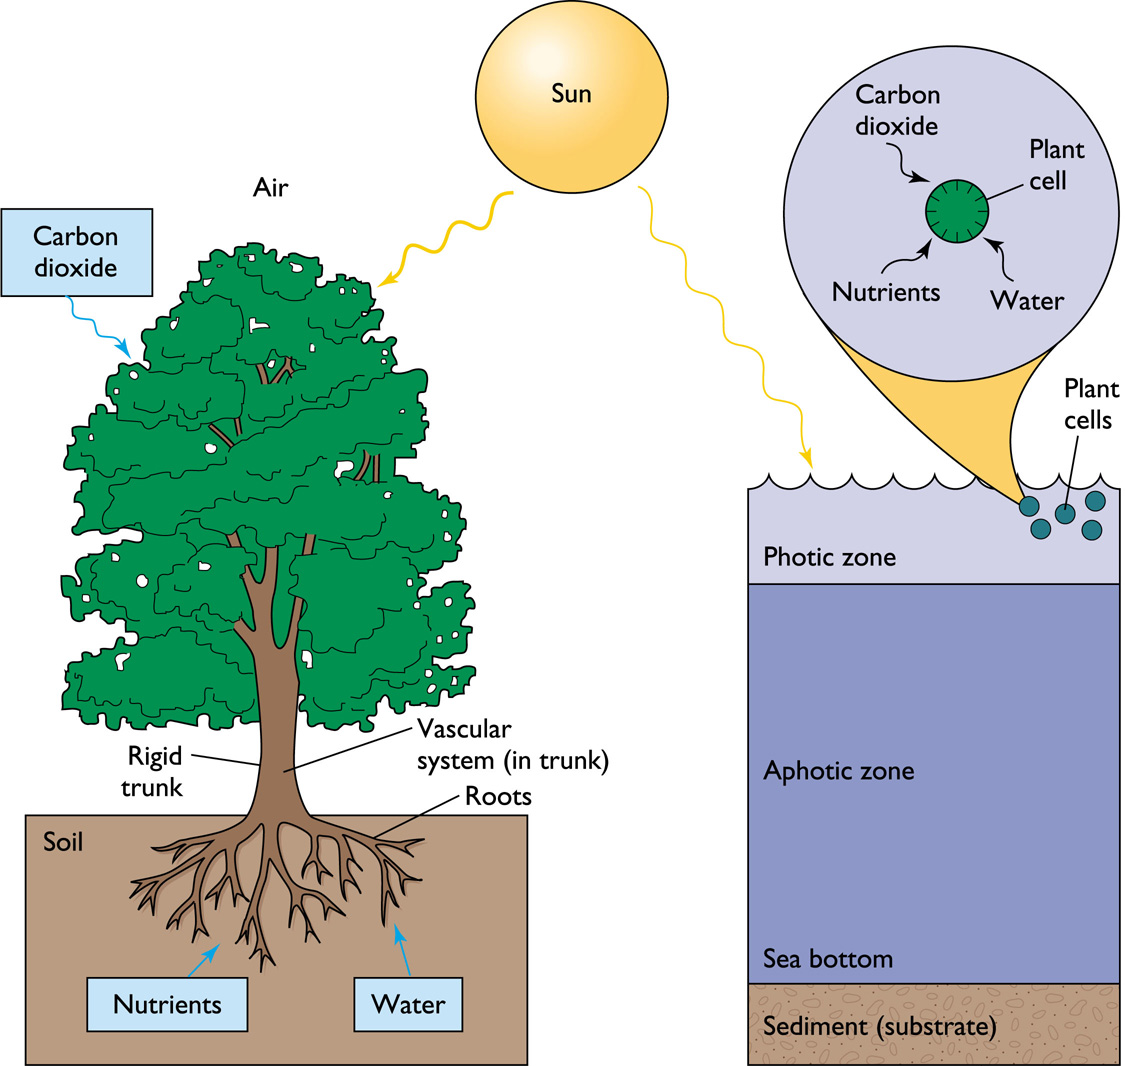 Sun
Air
Carbon
dioxide
Rigid
trunk
Vascular
system (in trunk)
Roots
Soil
Nutrients
Water
Carbon
dioxide
Plant
cell
Nutrients
Water
Plant
cells
Photic zone
Aphotic zone
Sea bottom
Sediment (substrate)